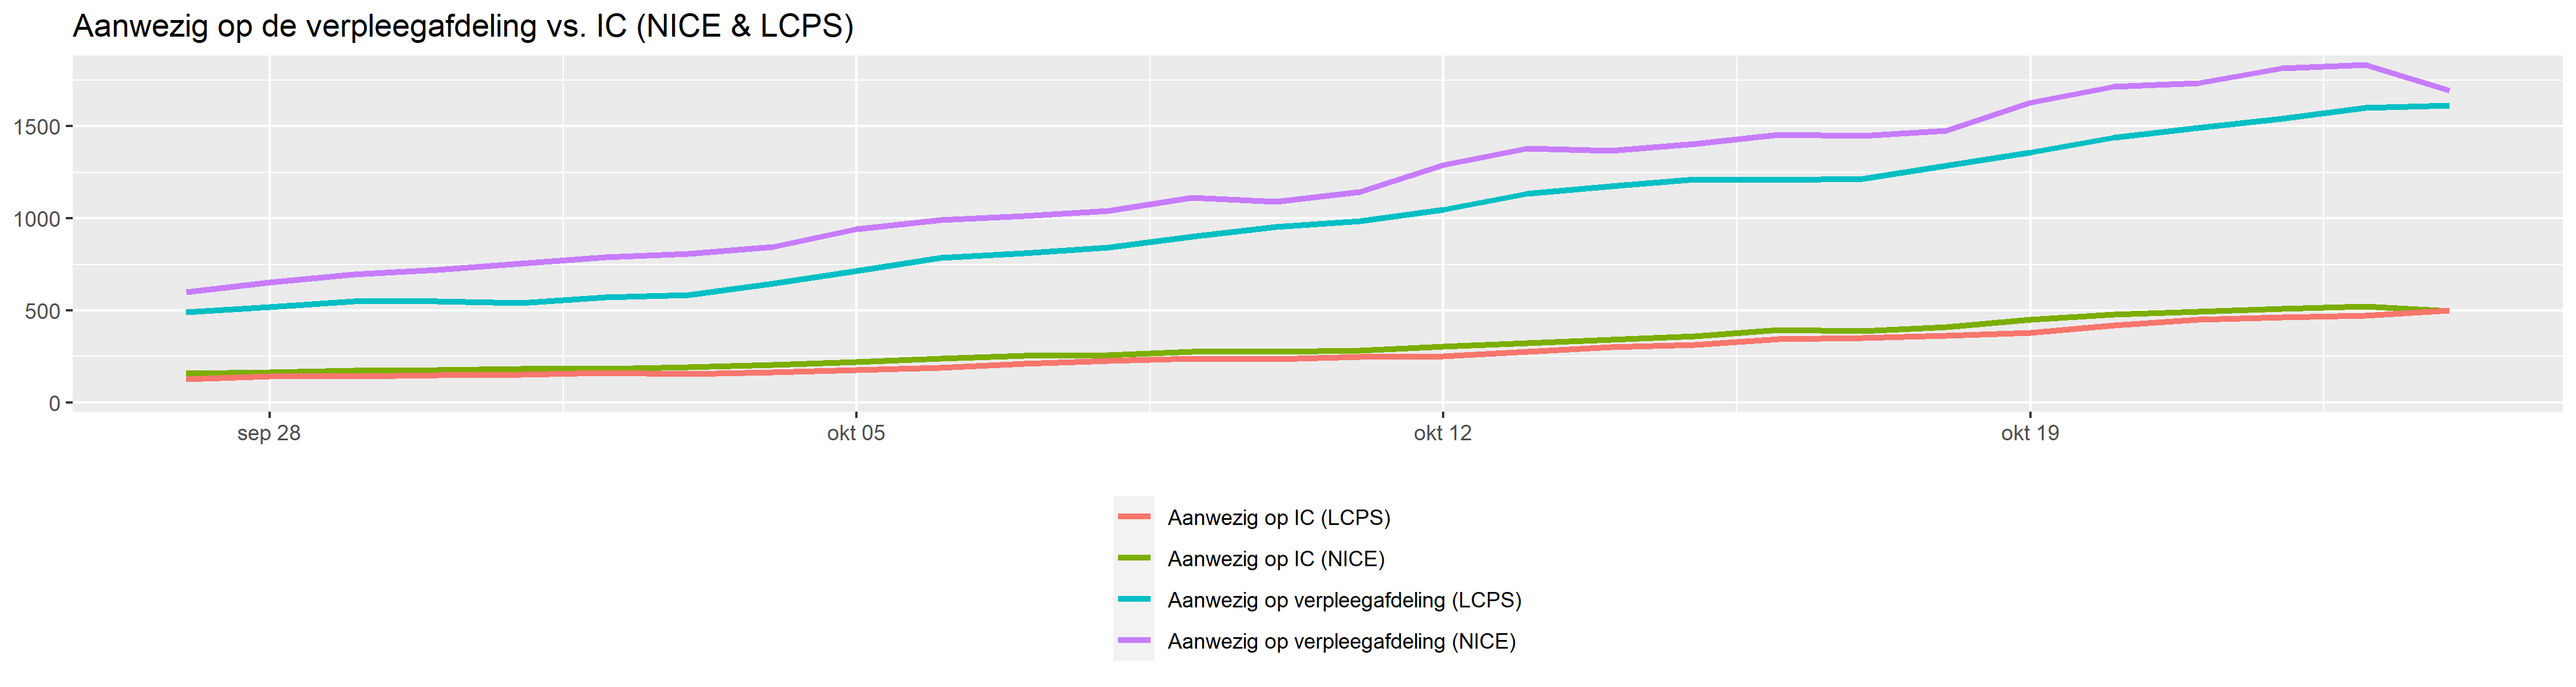 Aanwezig op de verpleegafdeling vs. IC (NICE & LCPS)
1500
1000
500
0
sep 28 okt 05 okt 12 okt 19
Aanwezig op IC (LCPS)
Aanwezig op IC (NICE)
Aanwezig op verpleegafdeling (LCPS)
Aanwezig op verpleegafdeling (NICE)